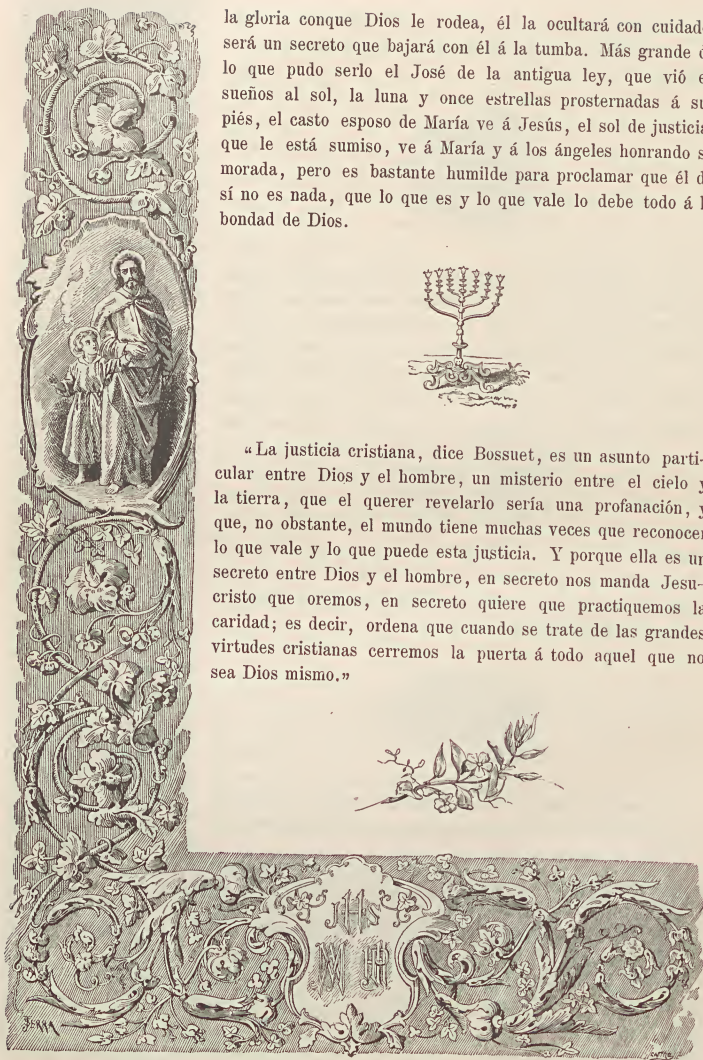 la gloria conque Dios le rodea, él la ocultará con cuidad
será un secreto que bajará con él á la tumba. Más grande
lo que pudo serlo el José de la antigua ley, que vió
sueños al sol, la luna y once estrellas prosternadas á su
piés, el casto esposo de María ve á Jesús, el sol de justicia
que le está sumiso, ve á María y á los ángeles honrando s
morada, pero es bastante humilde para proclamar que él d
sí no es nada, que lo que es y lo que vale lo debe todo á l
bondad de Dios.
«La justicia cristiana, dice Bossuet, es un asunto parti-
cular entre Dios y el hombre, un misterio entre el cielo y
la tierra, que el querer revelarlo sería una profanación, y
que, no obstante, el mundo tiene muchas veces que reconocer
lo que vale y lo que puede esta justicia. Y porque ella es un
secreto entre Dios y el hombre, en secreto nos manda Jesu-
cristo que oremos, en secreto quiere que practiquemos la
caridad; es decir, ordena que cuando se trate de las grandes
virtudes cristianas cerremos la puerta á todo aquel que no
sea Dios mismo.»
JHS
M JPH
SERRA